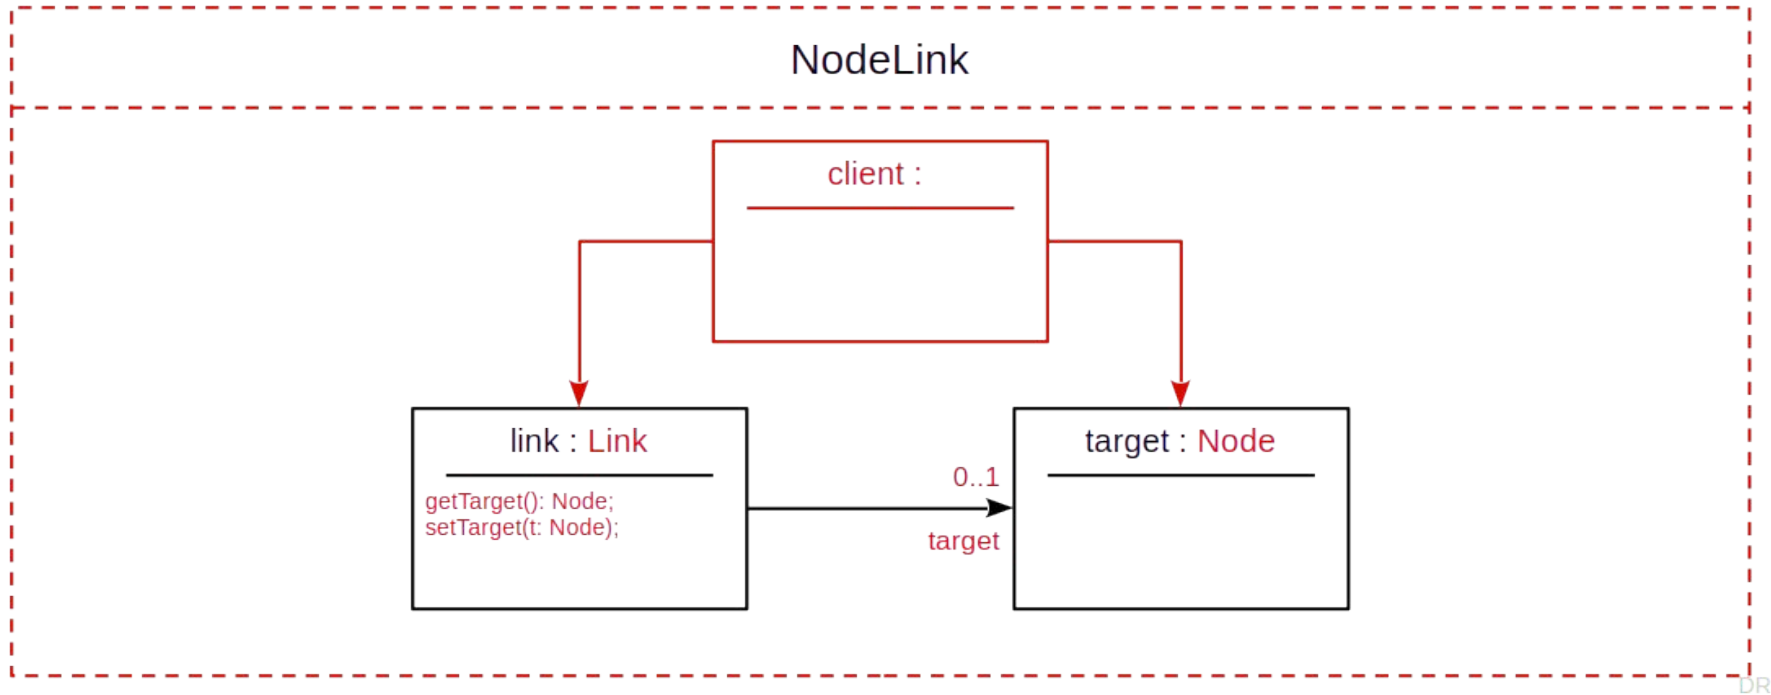 NodeLink
client :
link : Link
getTarget(): Node;
setTarget(t: Node);
0..1
target
target : Node
DR